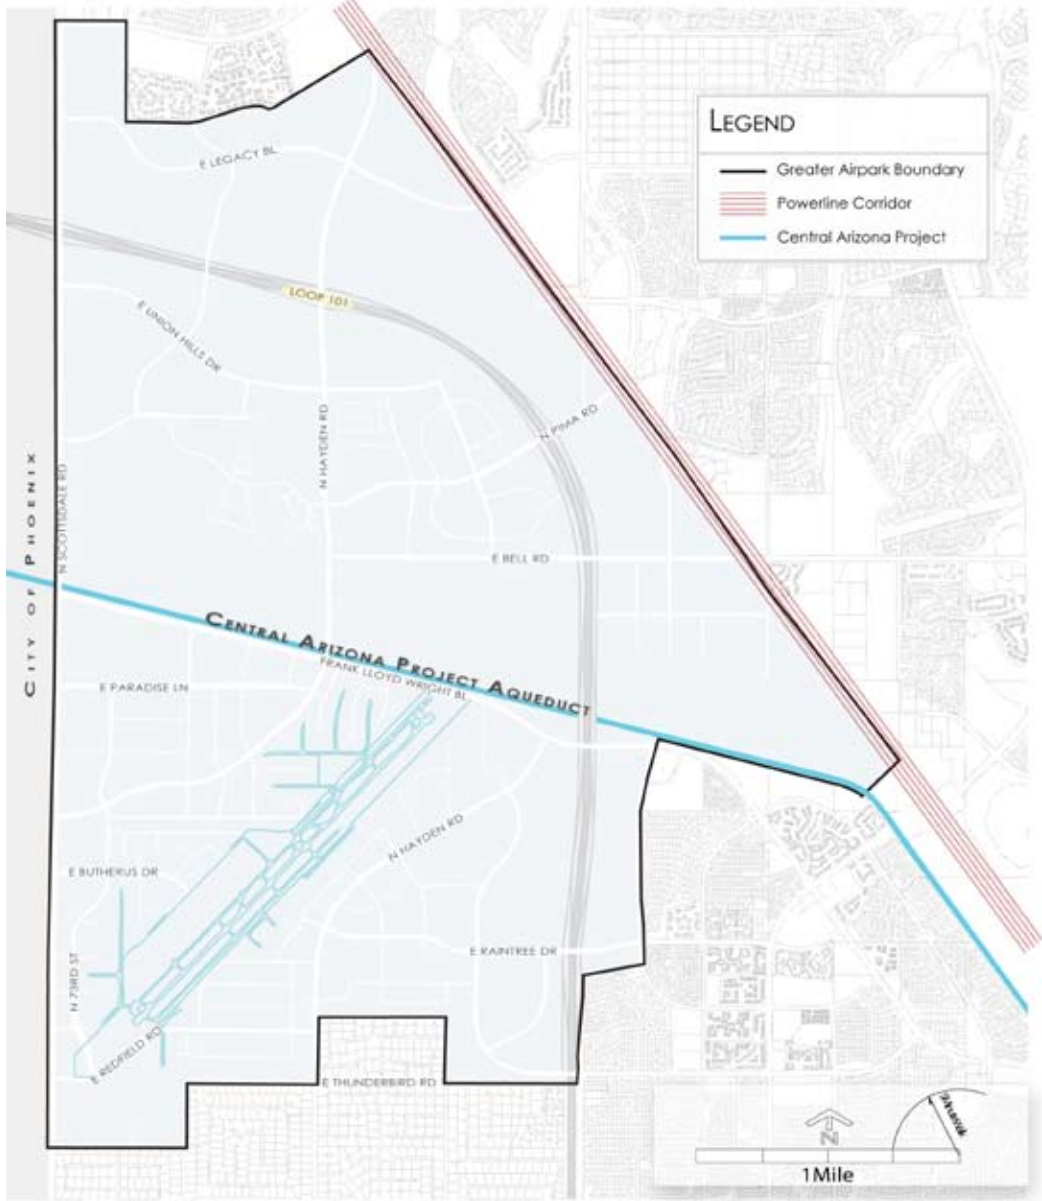 LEGEND
Greater Airpark Boundary
Powerline Corridor
Central Arizona Project
E LEGACY BL
LOOP 101
E UNION HILLS DR
N HAYDEN RD
N PIMA RD
CITY OF PHOENIX
N SCOTTSDALE RD
E BELL RD
CENTRAL ARIZONA PROJECT AQUEDUCT
FRANK LLOYD WRIGHT BL
E PARADISE LN
N HAYDEN RD
E BUTHERUS DR
E RAINTREE DR
N 73RD ST
E REDFIELD RD
E THUNDERBIRD RD
N
1Mile